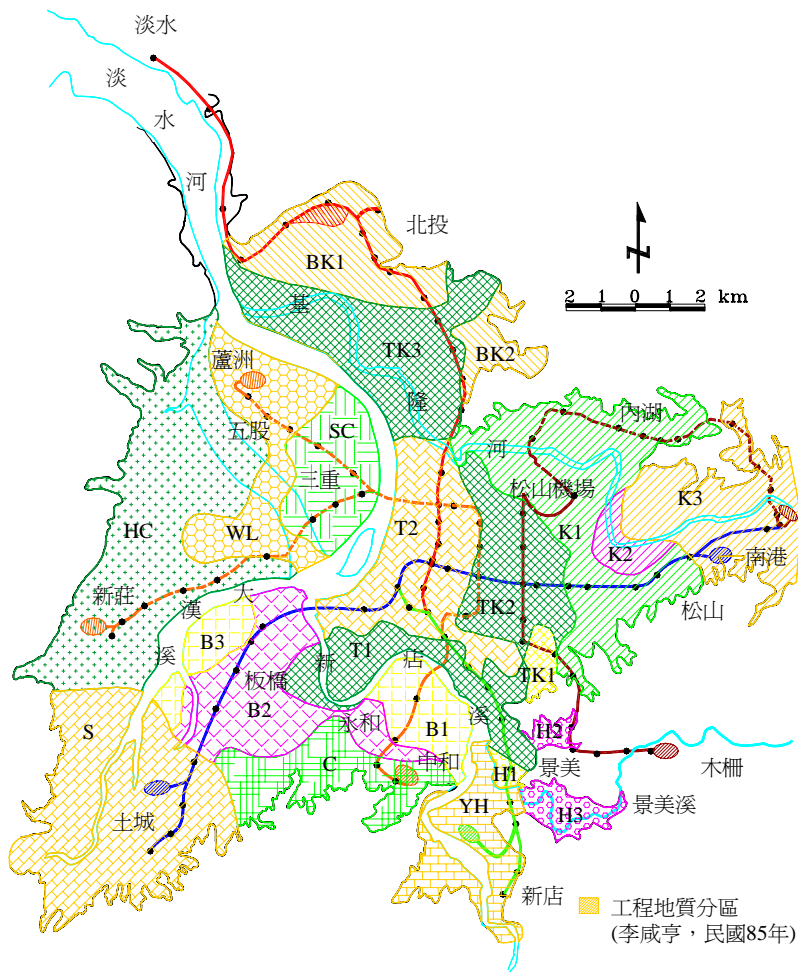 淡水
淡
水
河
北投
BK1
基
2 1 0 1 2 km
TK3
BK2
蘆洲
隆
內湖
五股
SC
河
三重
松山機場
K3
HC
WL
T2
K1
K2
南港
新莊
漢
大
TK2
松山
B3
溪
新
T1
店
板橋
TK1
B2
溪
S
永和
B1
H2
C
中和
H1
景美
木柵
YH
H3
景美溪
土城
新店
工程地質分區
(李咸亨，民國85年)